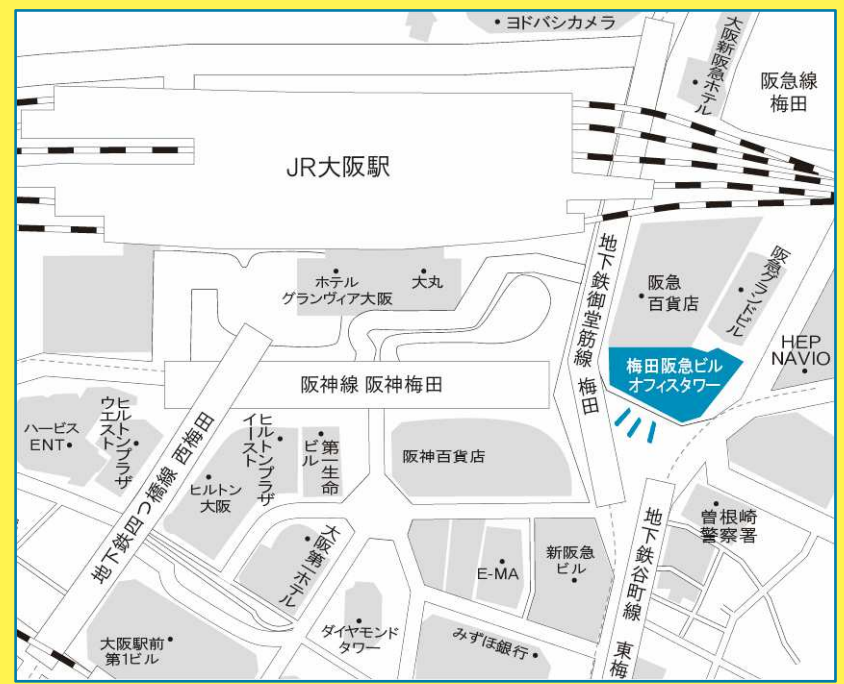 ヨドバシカメラ
大阪新阪急ホテル
阪急線
梅田
JR大阪駅
ホテル
グランヴィア大阪
大丸
地下鉄御堂筋線 梅田
阪急
百貨店
阪急グランドビル
HEP
NAVIO
梅田阪急ビル
オフィスタワー
阪神線 阪神梅田
ハービス
ENT
ヒルトンプラザ
ウエスト
地下鉄四つ橋線 西梅田
ヒルトン
大阪
ヒルトンプラザ
イースト
第一生命
ビル
阪神百貨店
大阪第一ホテル
E-MA
新阪急
ビル
地下鉄谷町線 東梅
曽根崎
警察署
大阪駅前
第1ビル
ダイヤモンド
タワー
みずほ銀行